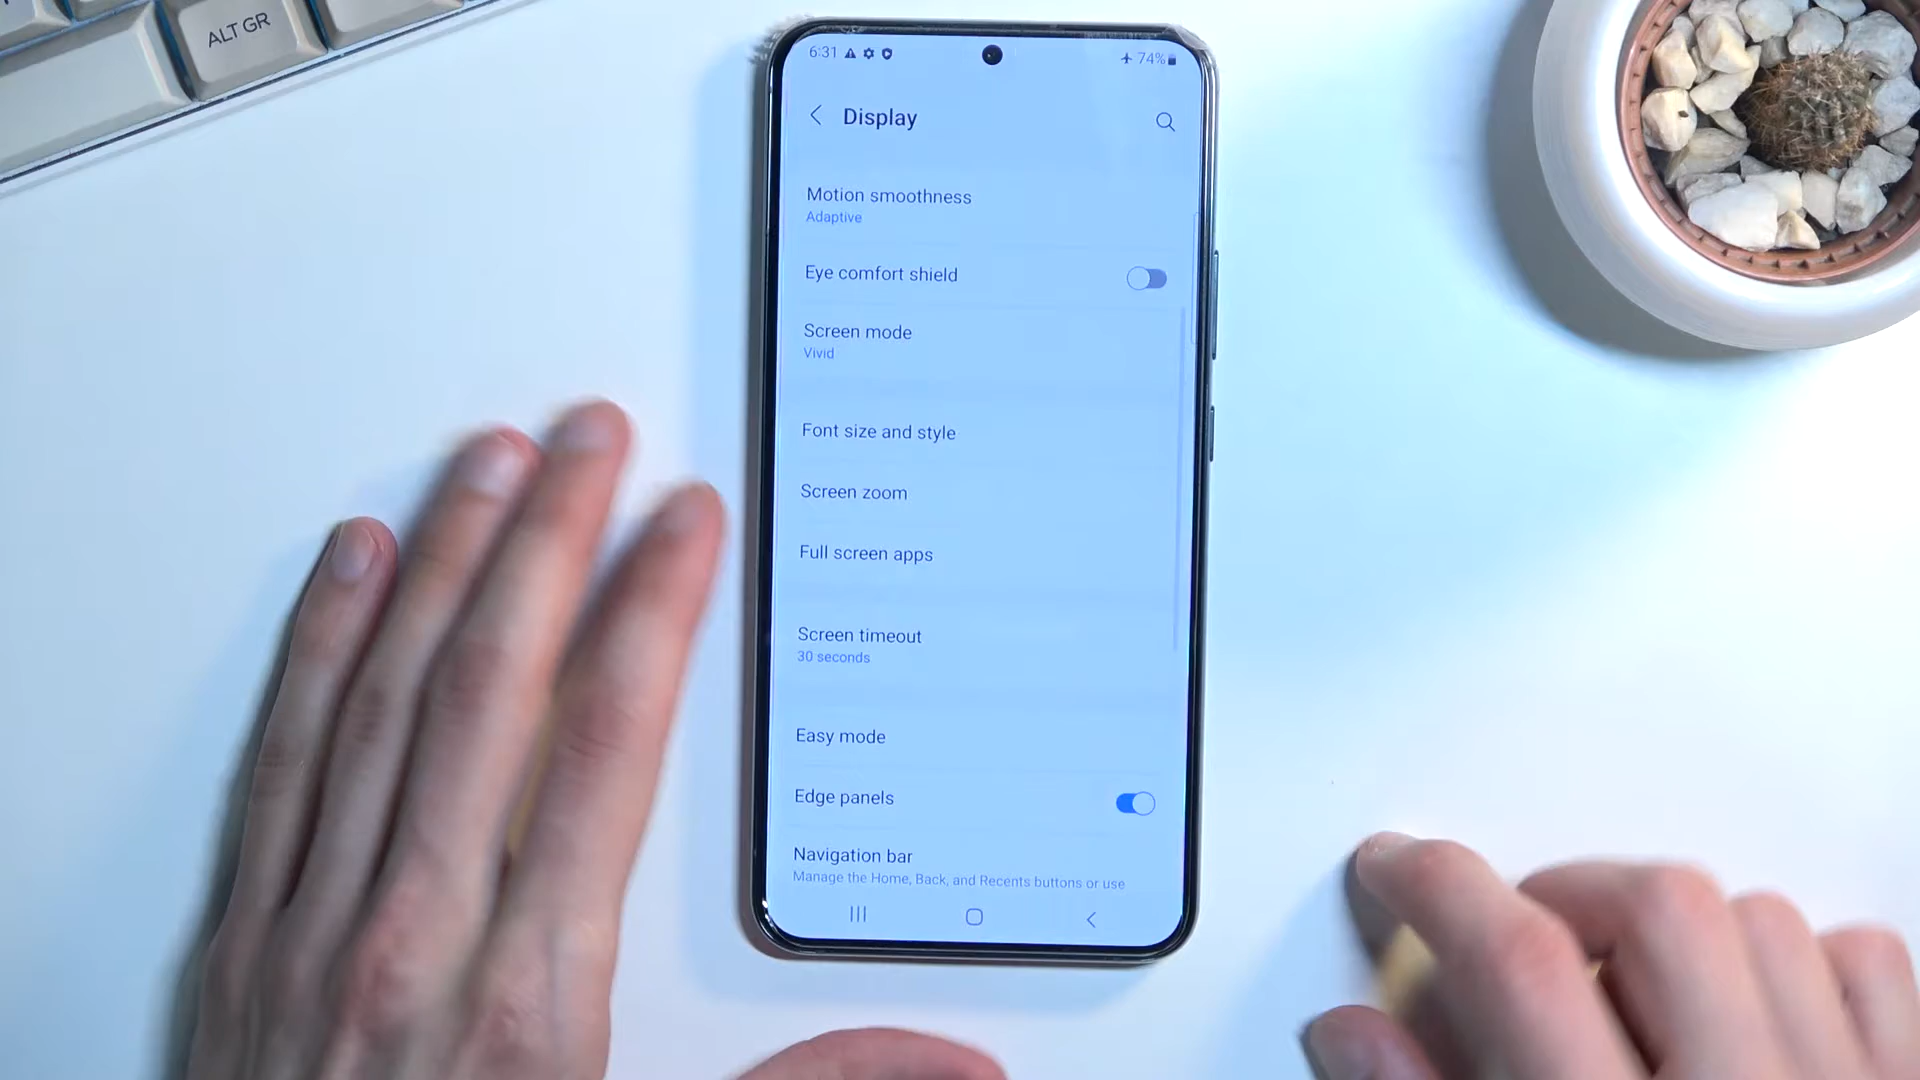 ALT GR
6:31
74%
Display
Motion smoothness
Adaptive
Eye comfort shield
Screen mode
Vivid
Font size and style
Screen zoom
Full screen apps
Screen timeout
30 seconds
Easy mode
Edge panels
Navigation bar
Manage the Home, Back, and Recents buttons or use